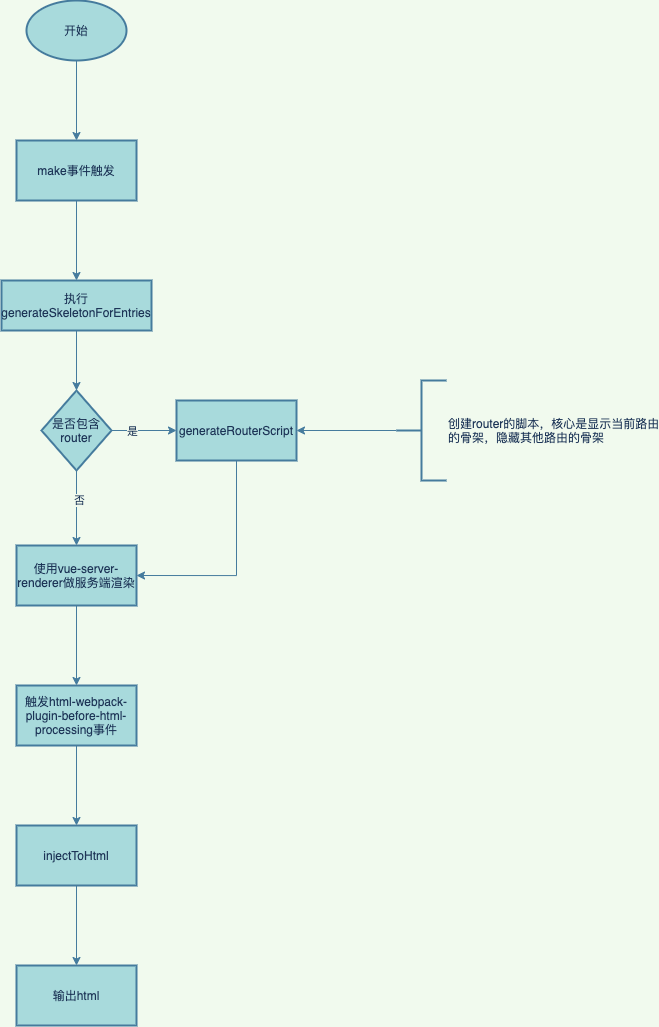 开始
make事件触发
执行
generateSkeletonForEntries
是否包含
router
是
generateRouterScript
创建router的脚本，核心是显示当前路由
的骨架，隐藏其他路由的骨架
否
使用vue-server-
renderer做服务端渲染
触发html-webpack-
plugin-before-html-
processing事件
injectToHtml
输出html